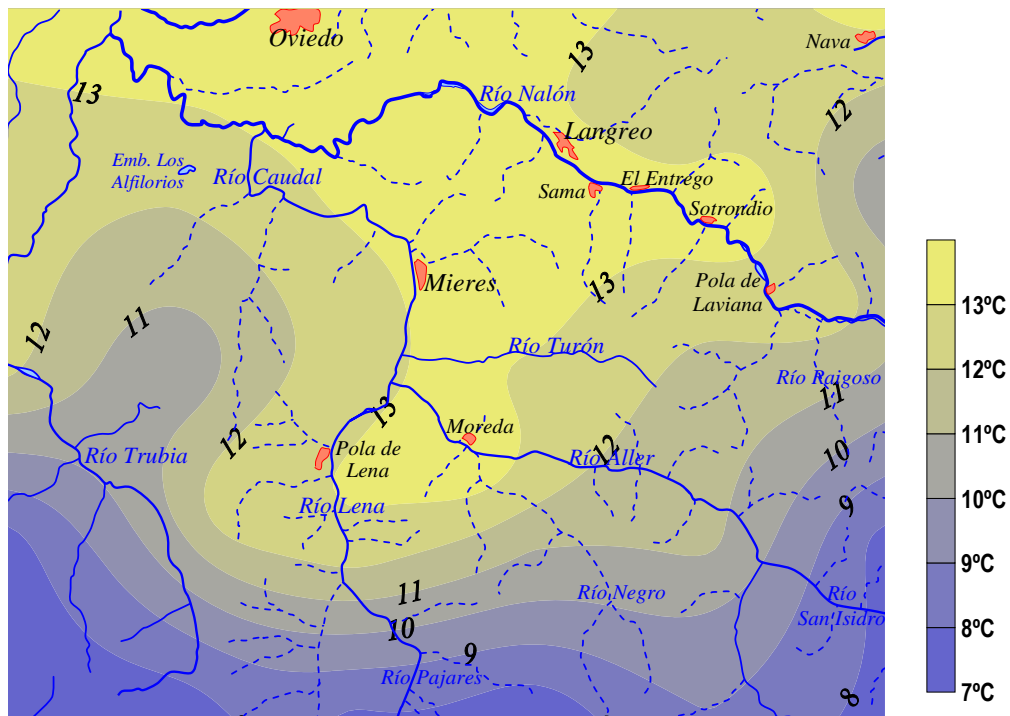 Oviedo
Nava
13
13
12
Río Nalón
Langreo
Emb. Los
Alfilorios
Río Caudal
Sama
El Entrego
Sotrondio
Pola de
Laviana
Mieres
13
12
11
Río Turón
Río Raigoso
11
13
Moreda
12
Pola de
Lena
12
Río Aller
10
Río Trubia
Río Lena
9
11
Río Negro
Río
San Isidro
10
9
Río Pajares
8
13ºC
12ºC
11ºC
10ºC
9ºC
8ºC
7ºC